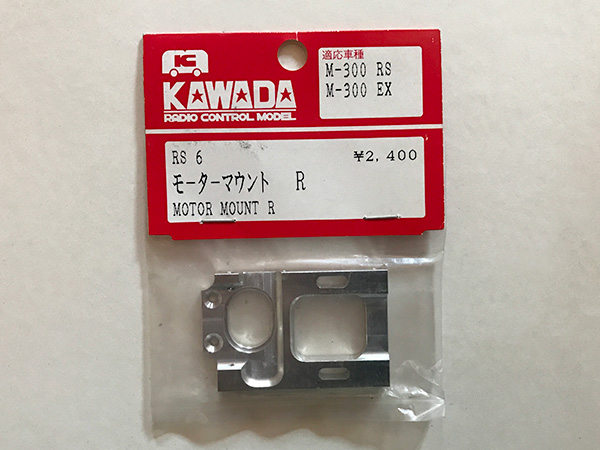 K
KAWADA
RADIO CONTROL MODEL
適応車種
M-300 RS
M-300 EX
RS 6
¥2,400
モーターマウント R
MOTOR MOUNT R